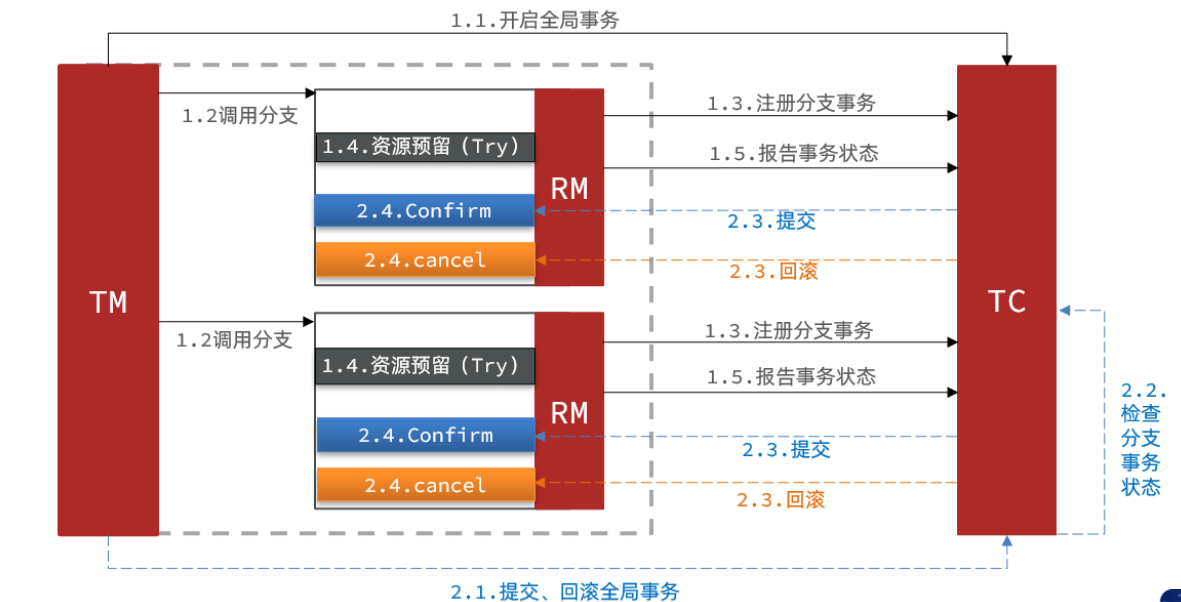 1.1.开启全局事务
TM
1.2调用分支
1.4.资源预留（Try）
2.4.Confirm
2.4.cancel
RM
1.3.注册分支事务
1.5.报告事务状态
2.3.提交
2.3.回滚
1.2调用分支
1.4.资源预留（Try）
2.4.Confirm
2.4.cancel
RM
1.3.注册分支事务
1.5.报告事务状态
2.3.提交
2.3.回滚
TC
2.2.
检查
分支
事务
状态
2.1.提交、回滚全局事务